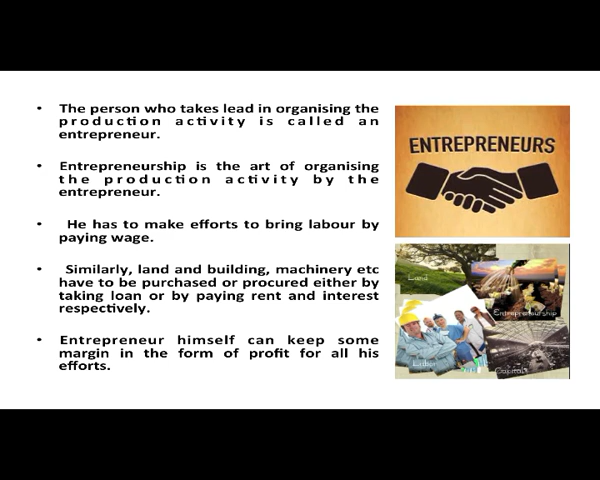 • The person who takes lead in organising the
production activity is called an
entrepreneur.
• Entrepreneurship is the art of organising
the production activity by the
entrepreneur.
• He has to make efforts to bring labour by
paying wage.
• Similarly, land and building, machinery etc
have to be purchased or procured either by
taking loan or by paying rent and interest
respectively.
• Entrepreneur himself can keep some
margin in the form of profit for all his
efforts.
ENTREPRENEURS
Land
Entrepreneurship
Labor
Capital